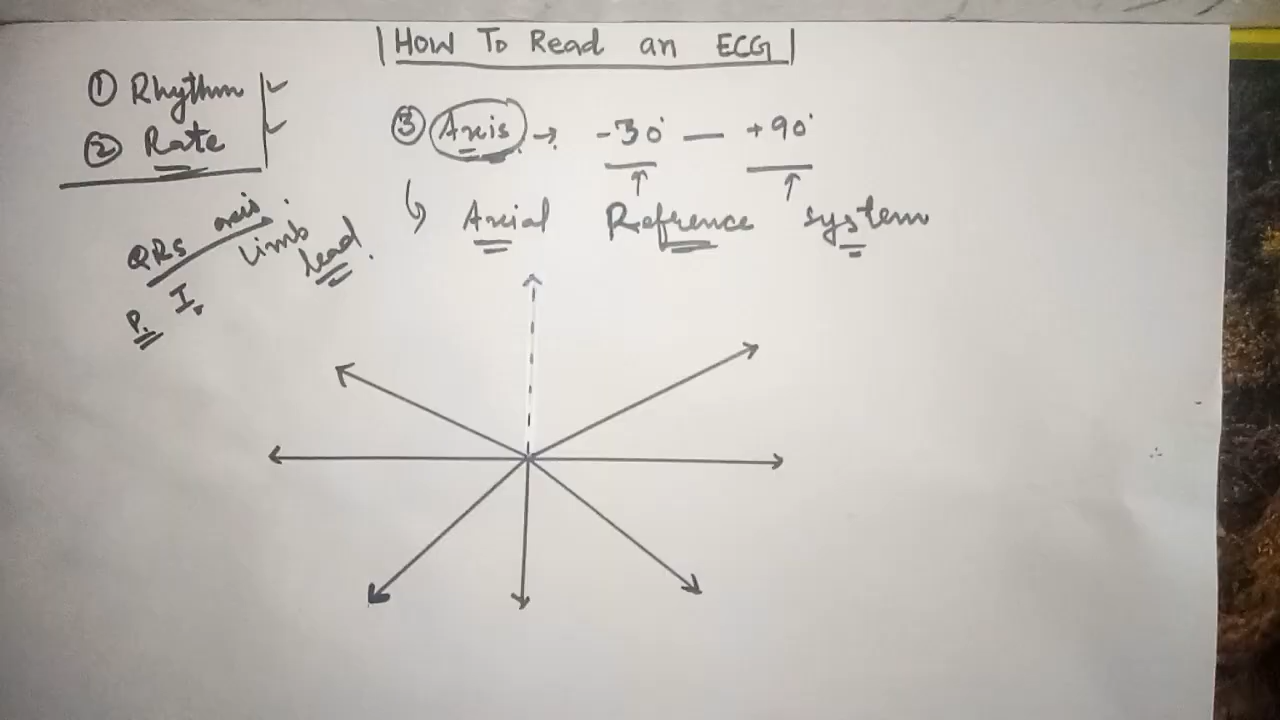 How To Read an ECG
① Rhythm
② Rate
③ Axis → -30° — +90°
Axial Refrence system
QRS axis
limb
lead.
P. I.